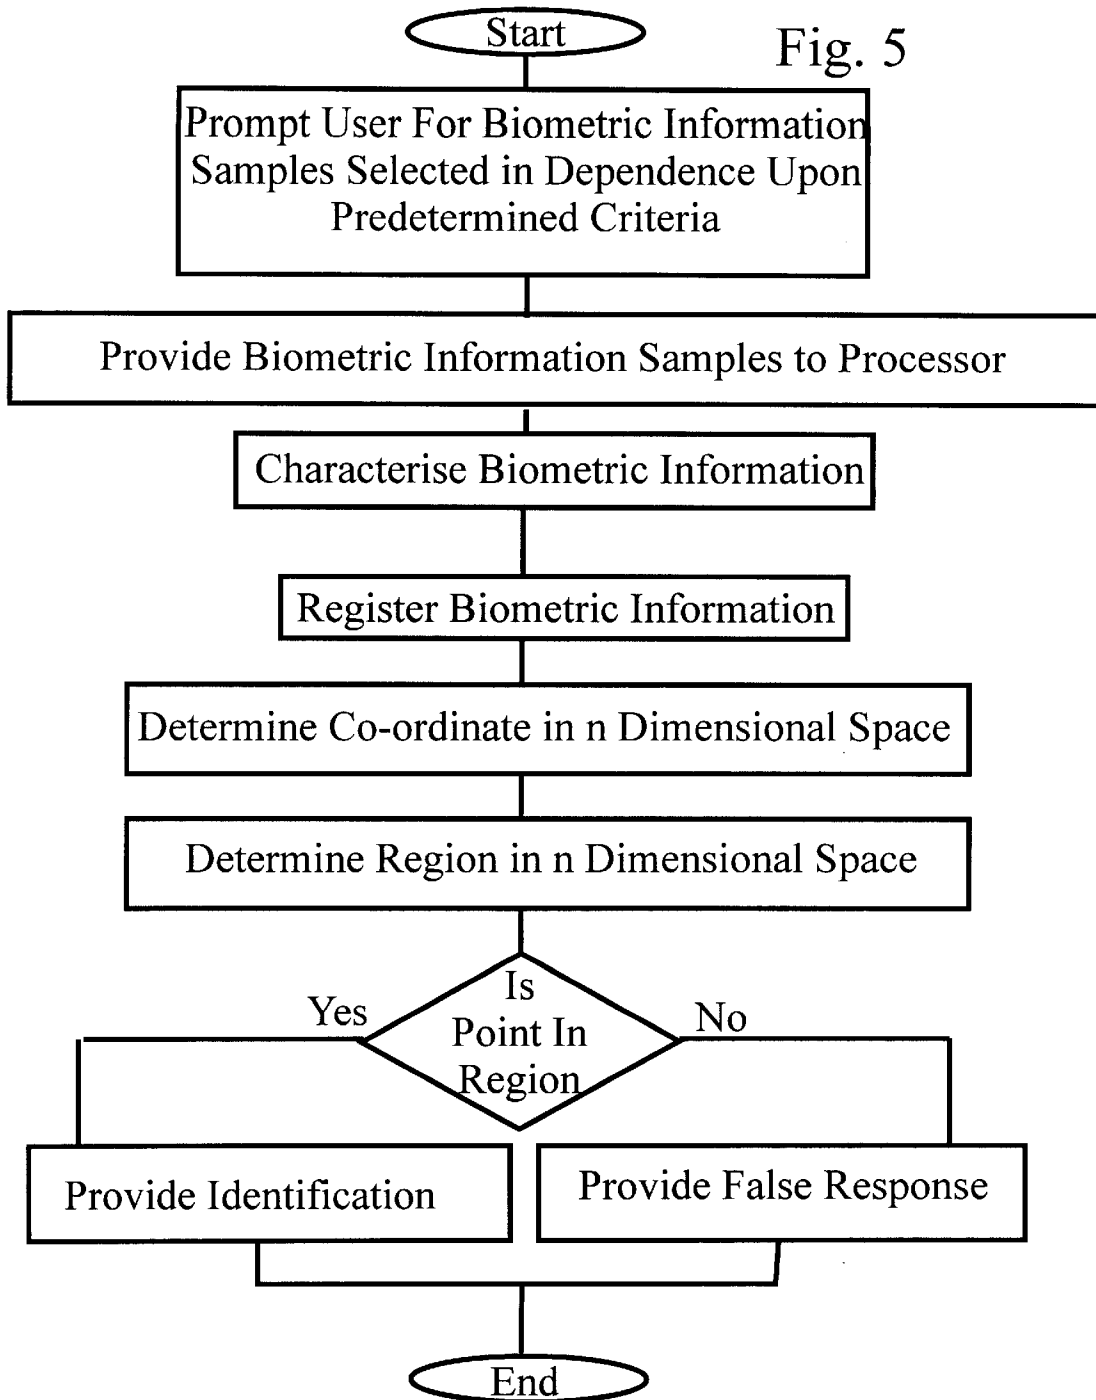 Start
Fig. 5
Prompt User For Biometric Information
Samples Selected in Dependence Upon
Predetermined Criteria
Provide Biometric Information Samples to Processor
Characterise Biometric Information
Register Biometric Information
Determine Co-ordinate in n Dimensional Space
Determine Region in n Dimensional Space
Is
Point In
Region
Yes
No
Provide Identification
Provide False Response
End